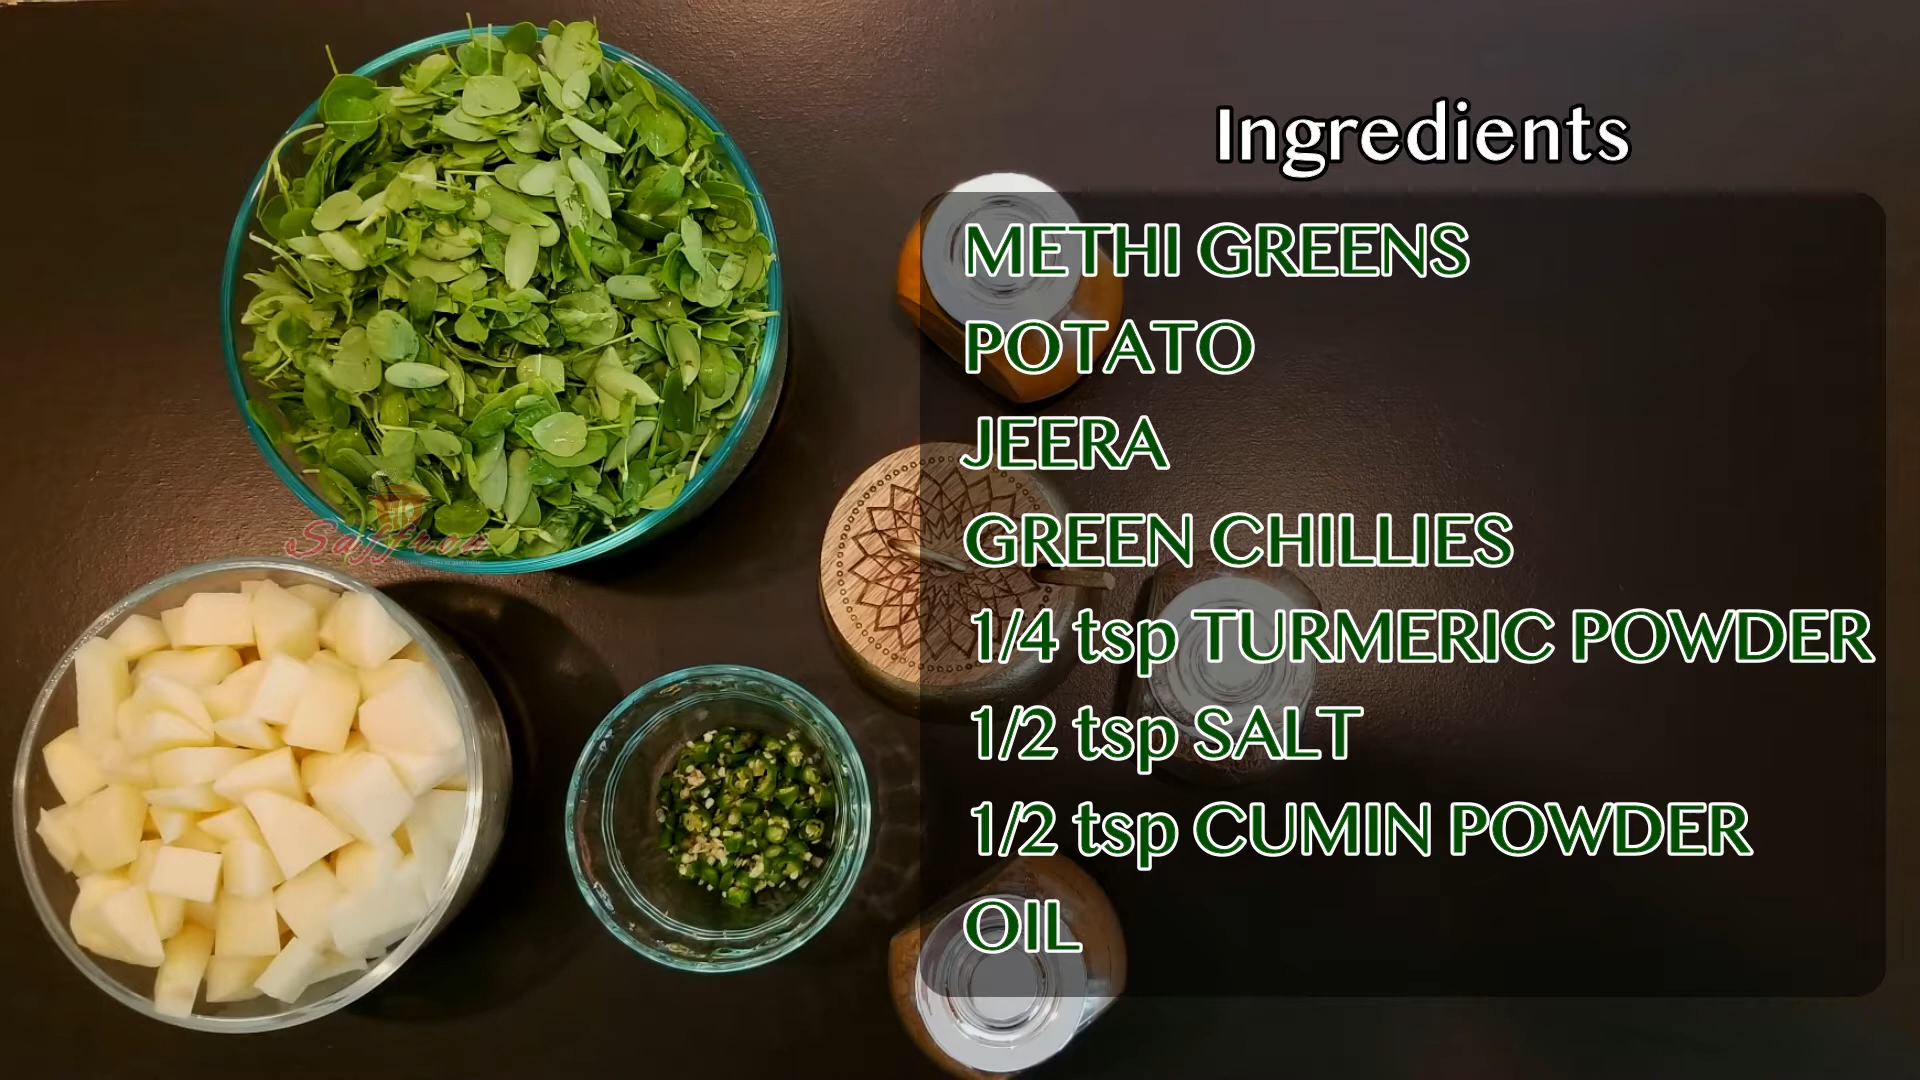 Ingredients
METHI GREENS
POTATO
JEERA
GREEN CHILLIES
1/4 tsp TURMERIC POWDER
1/2 tsp SALT
1/2 tsp CUMIN POWDER
OIL
Saffron